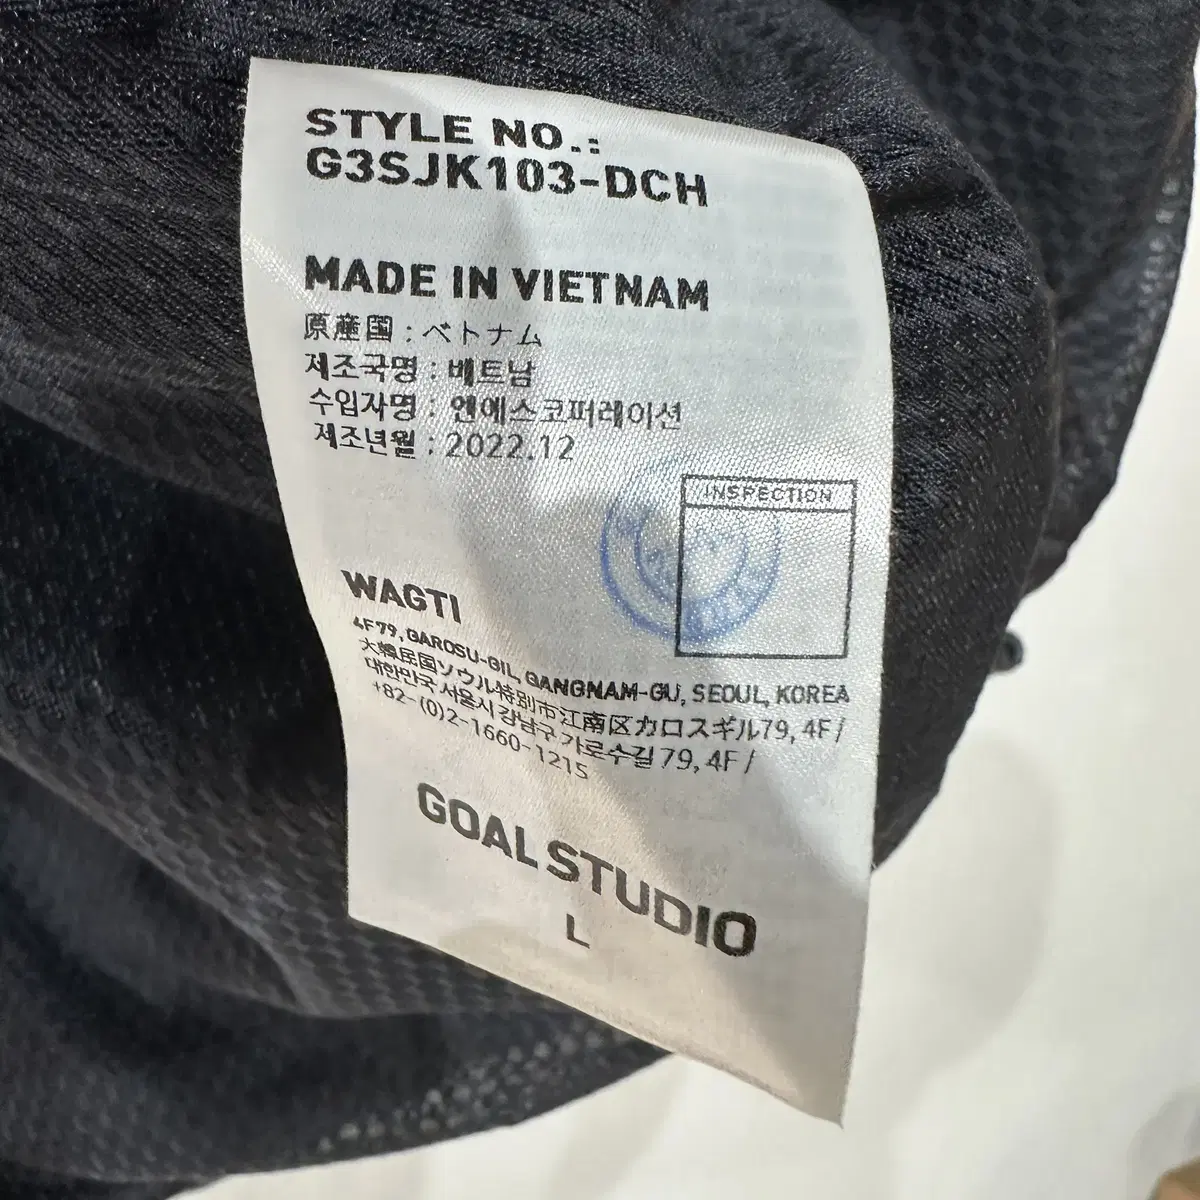 STYLE NO.:
G3SJK103-DCH
MADE IN VIETNAM
原産国 : ベトナム
제조국명 : 베트남
수입자명 : 엔에스코퍼레이션
제조년월 : 2022.12
INSPECTION
WAGTI
4F 79, GAROSU-GIL, GANGNAM-GU, SEOUL, KOREA
大韓民国ソウル特別市江南区カロスギル79, 4F /
대한민국 서울시 강남구 가로수길 79, 4F /
+82-(0)2-1660-1215
GOALSTUDIO
L